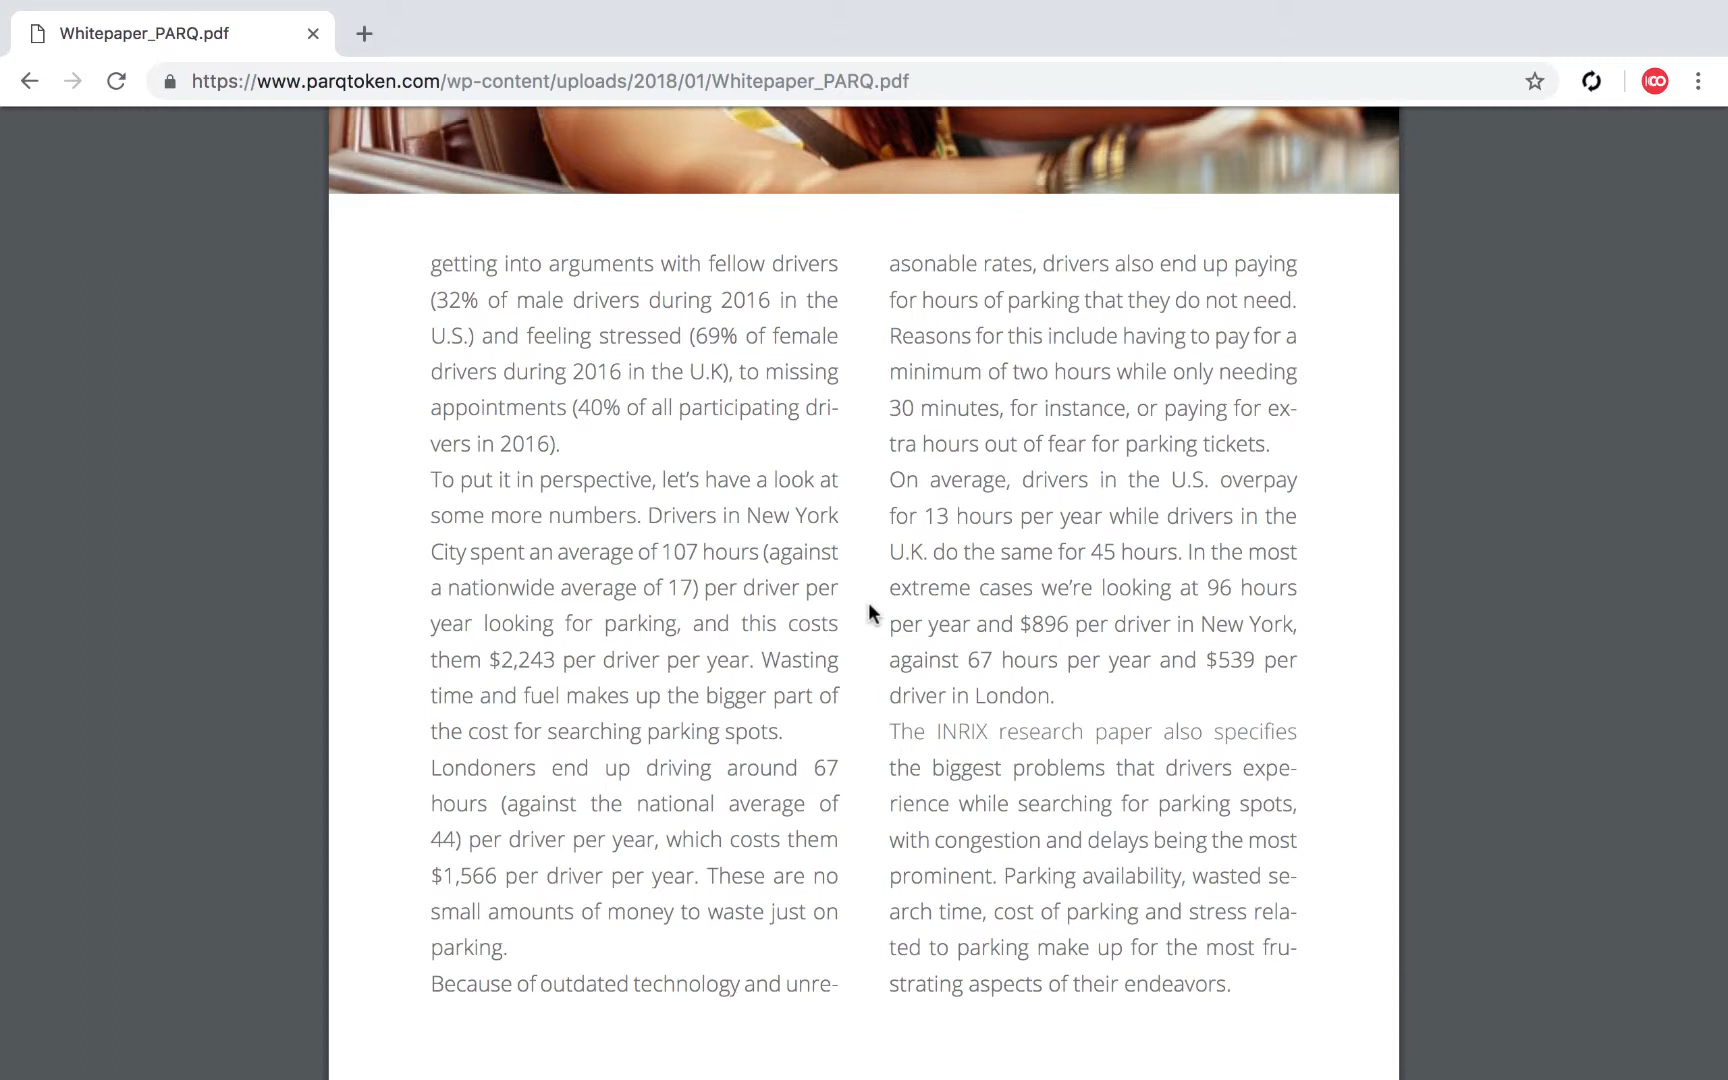 Whitepaper_PARQ.pdf
https://www.parqtoken.com/wp-content/uploads/2018/01/Whitepaper_PARQ.pdf
getting into arguments with fellow drivers
(32% of male drivers during 2016 in the
U.S.) and feeling stressed (69% of female
drivers during 2016 in the U.K), to missing
appointments (40% of all participating dri-
vers in 2016).
To put it in perspective, let’s have a look at
some more numbers. Drivers in New York
City spent an average of 107 hours (against
a nationwide average of 17) per driver per
year looking for parking, and this costs
them $2,243 per driver per year. Wasting
time and fuel makes up the bigger part of
the cost for searching parking spots.
Londoners end up driving around 67
hours (against the national average of
44) per driver per year, which costs them
$1,566 per driver per year. These are no
small amounts of money to waste just on
parking.
Because of outdated technology and unre-
asonable rates, drivers also end up paying
for hours of parking that they do not need.
Reasons for this include having to pay for a
minimum of two hours while only needing
30 minutes, for instance, or paying for ex-
tra hours out of fear for parking tickets.
On average, drivers in the U.S. overpay
for 13 hours per year while drivers in the
U.K. do the same for 45 hours. In the most
extreme cases we’re looking at 96 hours
per year and $896 per driver in New York,
against 67 hours per year and $539 per
driver in London.
The INRIX research paper also specifies
the biggest problems that drivers expe-
rience while searching for parking spots,
with congestion and delays being the most
prominent. Parking availability, wasted se-
arch time, cost of parking and stress rela-
ted to parking make up for the most fru-
strating aspects of their endeavors.